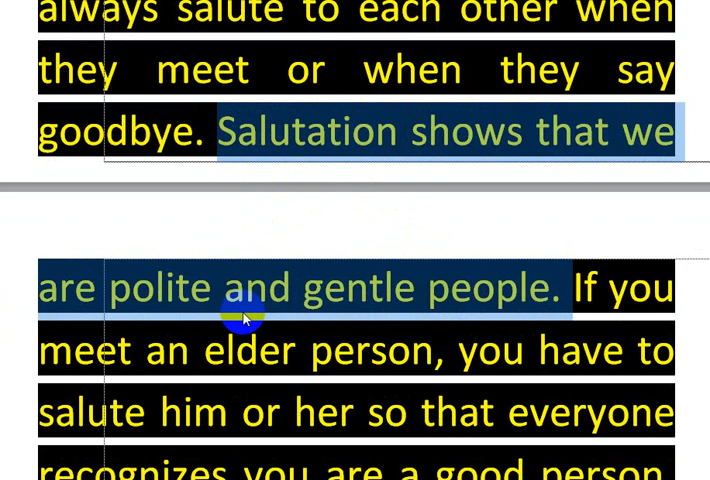 always salute to each other when
they meet or when they say
goodbye. Salutation shows that we
are polite and gentle people. If you
meet an elder person, you have to
salute him or her so that everyone
recognizes you are a good person.